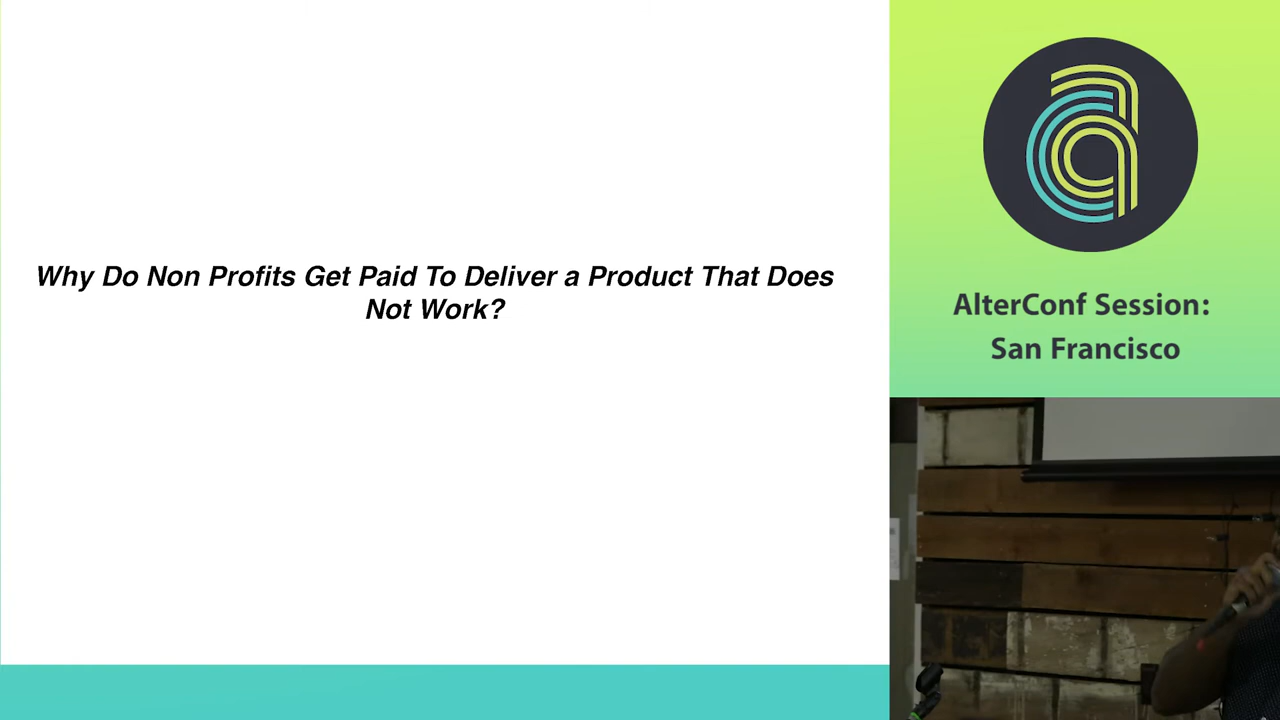 Why Do Non Profits Get Paid To Deliver a Product That Does
Not Work?
AlterConf Session:
San Francisco